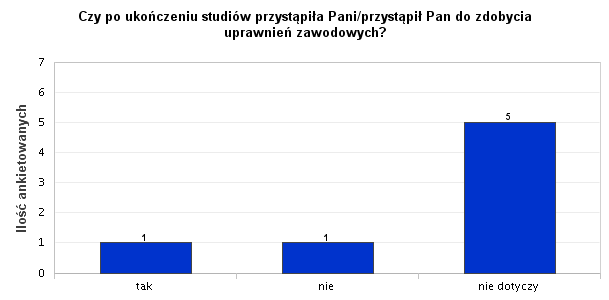 Czy po ukończeniu studiów przystąpiła Pani/przystąpił Pan do zdobycia
uprawnień zawodowych?
Ilość ankietowanych
7
6
5
4
3
2
1
0
1
1
5
tak
nie
nie dotyczy